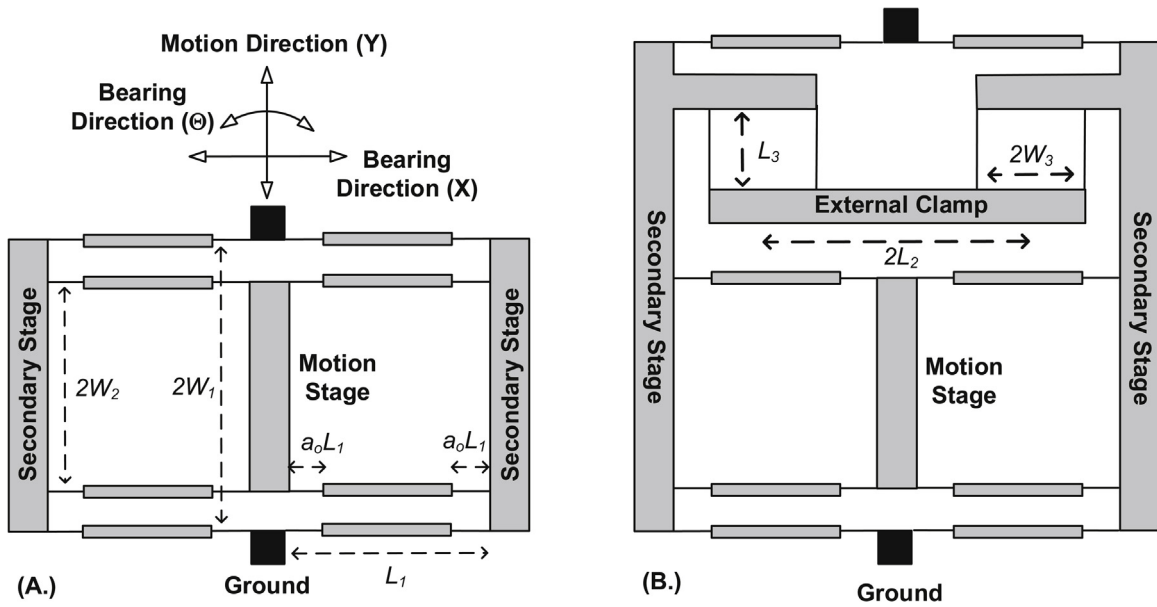 Motion Direction (Y)
Bearing
Direction (Θ)
Bearing
Direction (X)
Secondary Stage
2W₂
2W₁
Motion
Stage
aₒL₁
aₒL₁
Secondary Stage
L₁
Ground
(A.)
Secondary Stage
L₃
2W₃
External Clamp
2L₂
Motion
Stage
Secondary Stage
Ground
(B.)